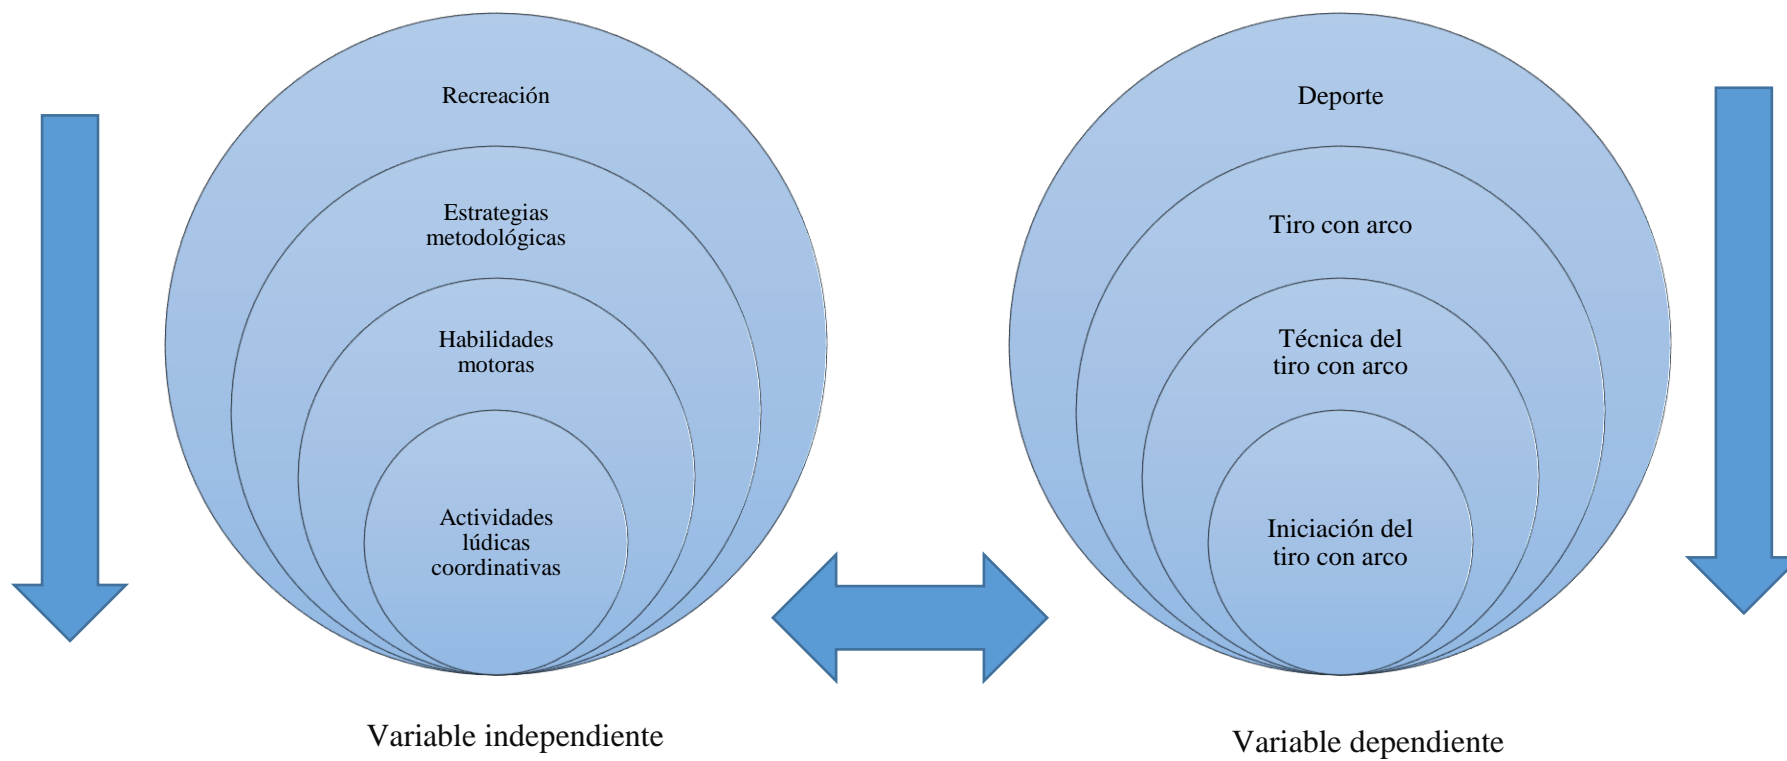 Recreación
Estrategias
metodológicas
Habilidades
motoras
Actividades
lúdicas
coordinativas
Variable independiente
Deporte
Tiro con arco
Técnica del
tiro con arco
Iniciación del
tiro con arco
Variable dependiente